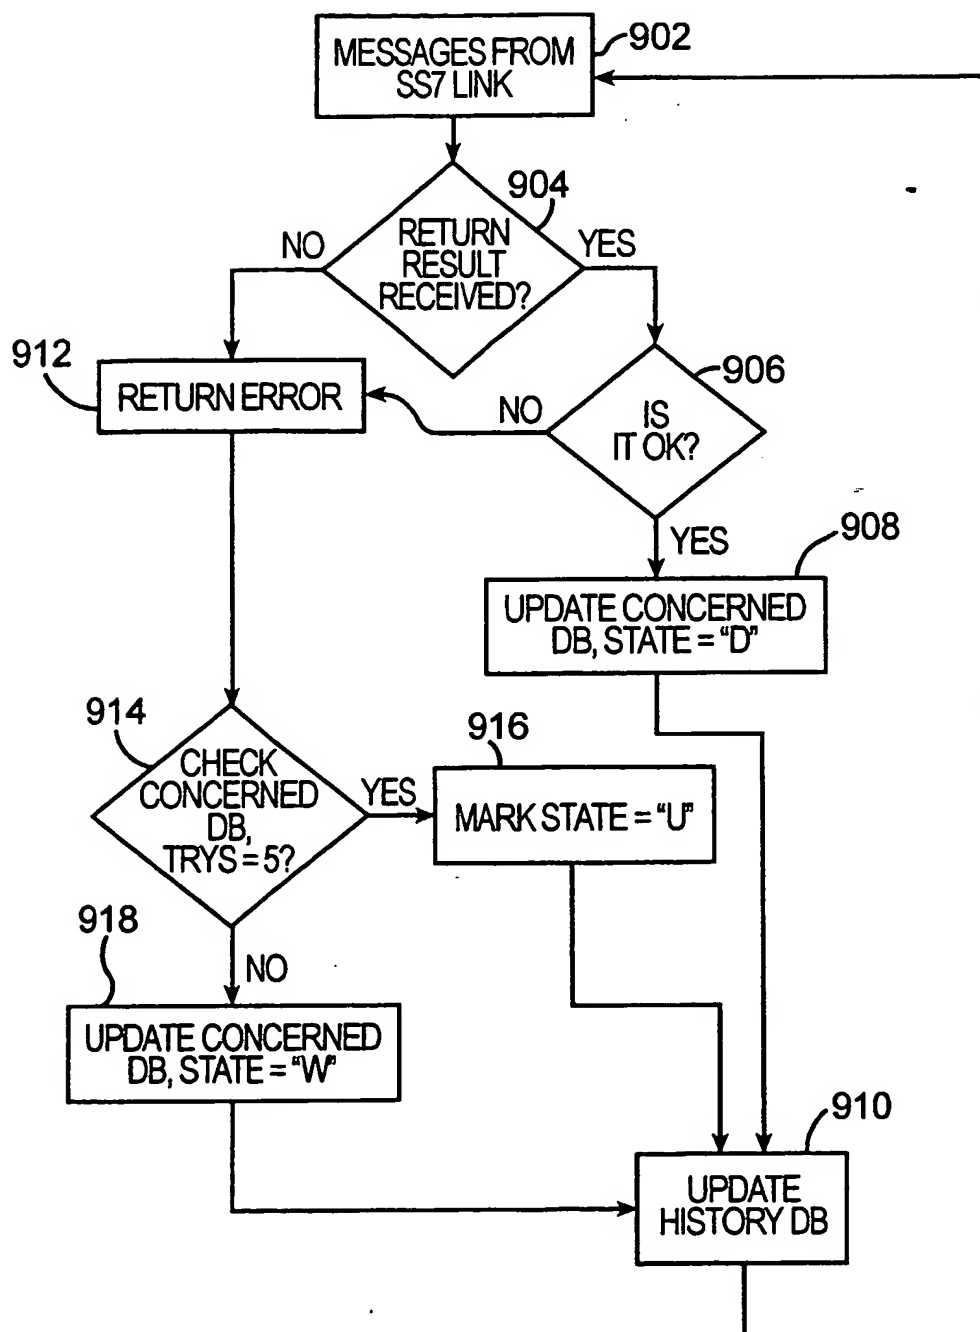 902
MESSAGES FROM
SS7 LINK
904
NO
RETURN
RESULT
RECEIVED?
YES
912
RETURN ERROR
906
NO
IS
IT OK?
YES
908
UPDATE CONCERNED
DB, STATE = "D"
914
CHECK
CONCERNED
DB,
TRYS = 5?
YES
916
MARK STATE = "U"
918
NO
UPDATE CONCERNED
DB, STATE = "W"
910
UPDATE
HISTORY DB